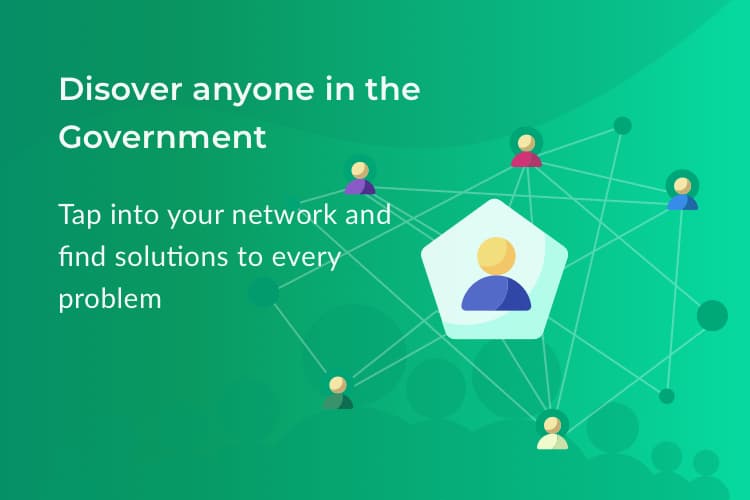 Disover anyone in the
Government
Tap into your network and
find solutions to every
problem